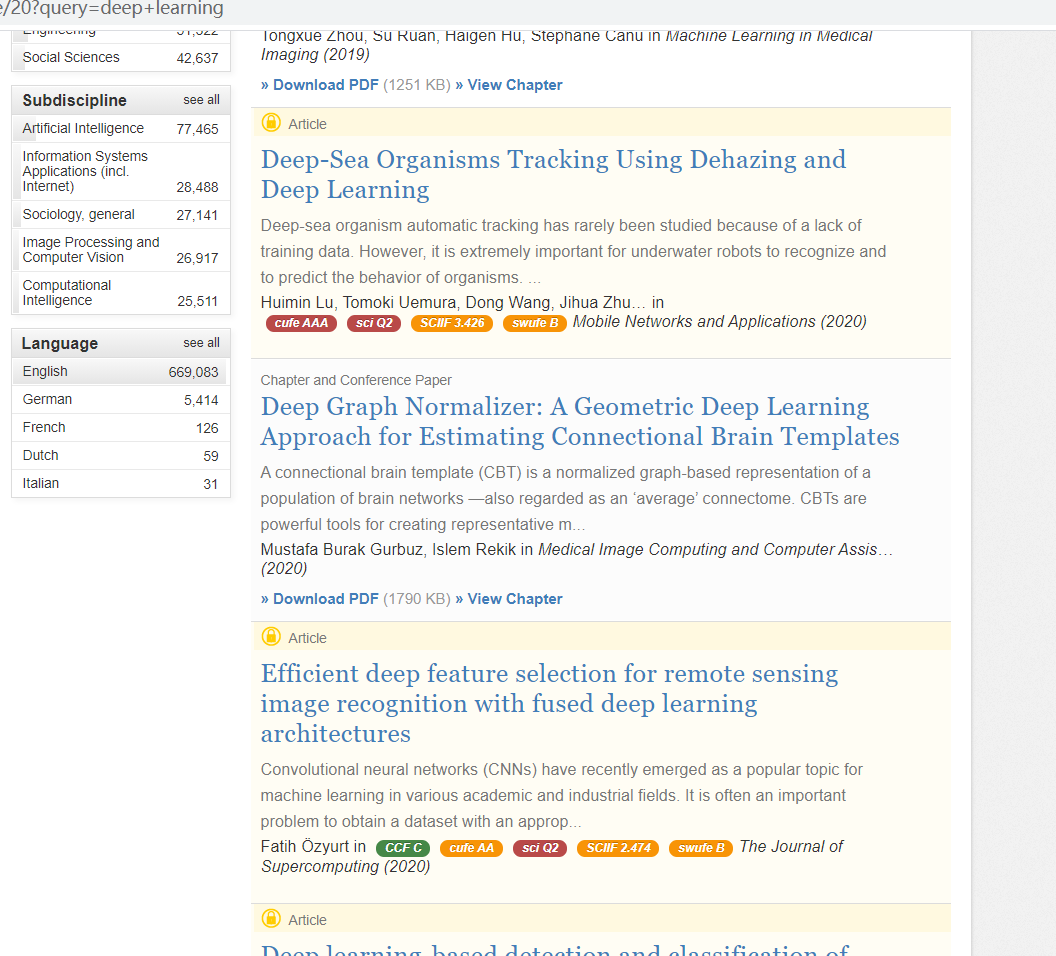 e/20?query=deep+learning
Engineering 51,522
Social Sciences 42,637
Subdiscipline see all
Artificial Intelligence 77,465
Information Systems
Applications (incl.
Internet) 28,488
Sociology, general 27,141
Image Processing and
Computer Vision 26,917
Computational
Intelligence 25,511
Language see all
English 669,083
German 5,414
French 126
Dutch 59
Italian 31
Tongxue Zhou, Su Ruan, Haigen Hu, Stéphane Canu in Machine Learning in Medical
Imaging (2019)
» Download PDF (1251 KB) » View Chapter
Article
Deep-Sea Organisms Tracking Using Dehazing and
Deep Learning
Deep-sea organism automatic tracking has rarely been studied because of a lack of
training data. However, it is extremely important for underwater robots to recognize and
to predict the behavior of organisms. ...
Huimin Lu, Tomoki Uemura, Dong Wang, Jihua Zhu… in
cufe AAA sci Q2 SCIIF 3.426 swufe B Mobile Networks and Applications (2020)
Chapter and Conference Paper
Deep Graph Normalizer: A Geometric Deep Learning
Approach for Estimating Connectional Brain Templates
A connectional brain template (CBT) is a normalized graph-based representation of a
population of brain networks —also regarded as an ‘average’ connectome. CBTs are
powerful tools for creating representative m...
Mustafa Burak Gurbuz, Islem Rekik in Medical Image Computing and Computer Assis…
(2020)
» Download PDF (1790 KB) » View Chapter
Article
Efficient deep feature selection for remote sensing
image recognition with fused deep learning
architectures
Convolutional neural networks (CNNs) have recently emerged as a popular topic for
machine learning in various academic and industrial fields. It is often an important
problem to obtain a dataset with an approp...
Fatih Özyurt in CCF C cufe AA sci Q2 SCIIF 2.474 swufe B The Journal of
Supercomputing (2020)
Article
Deep learning-based detection and classification of